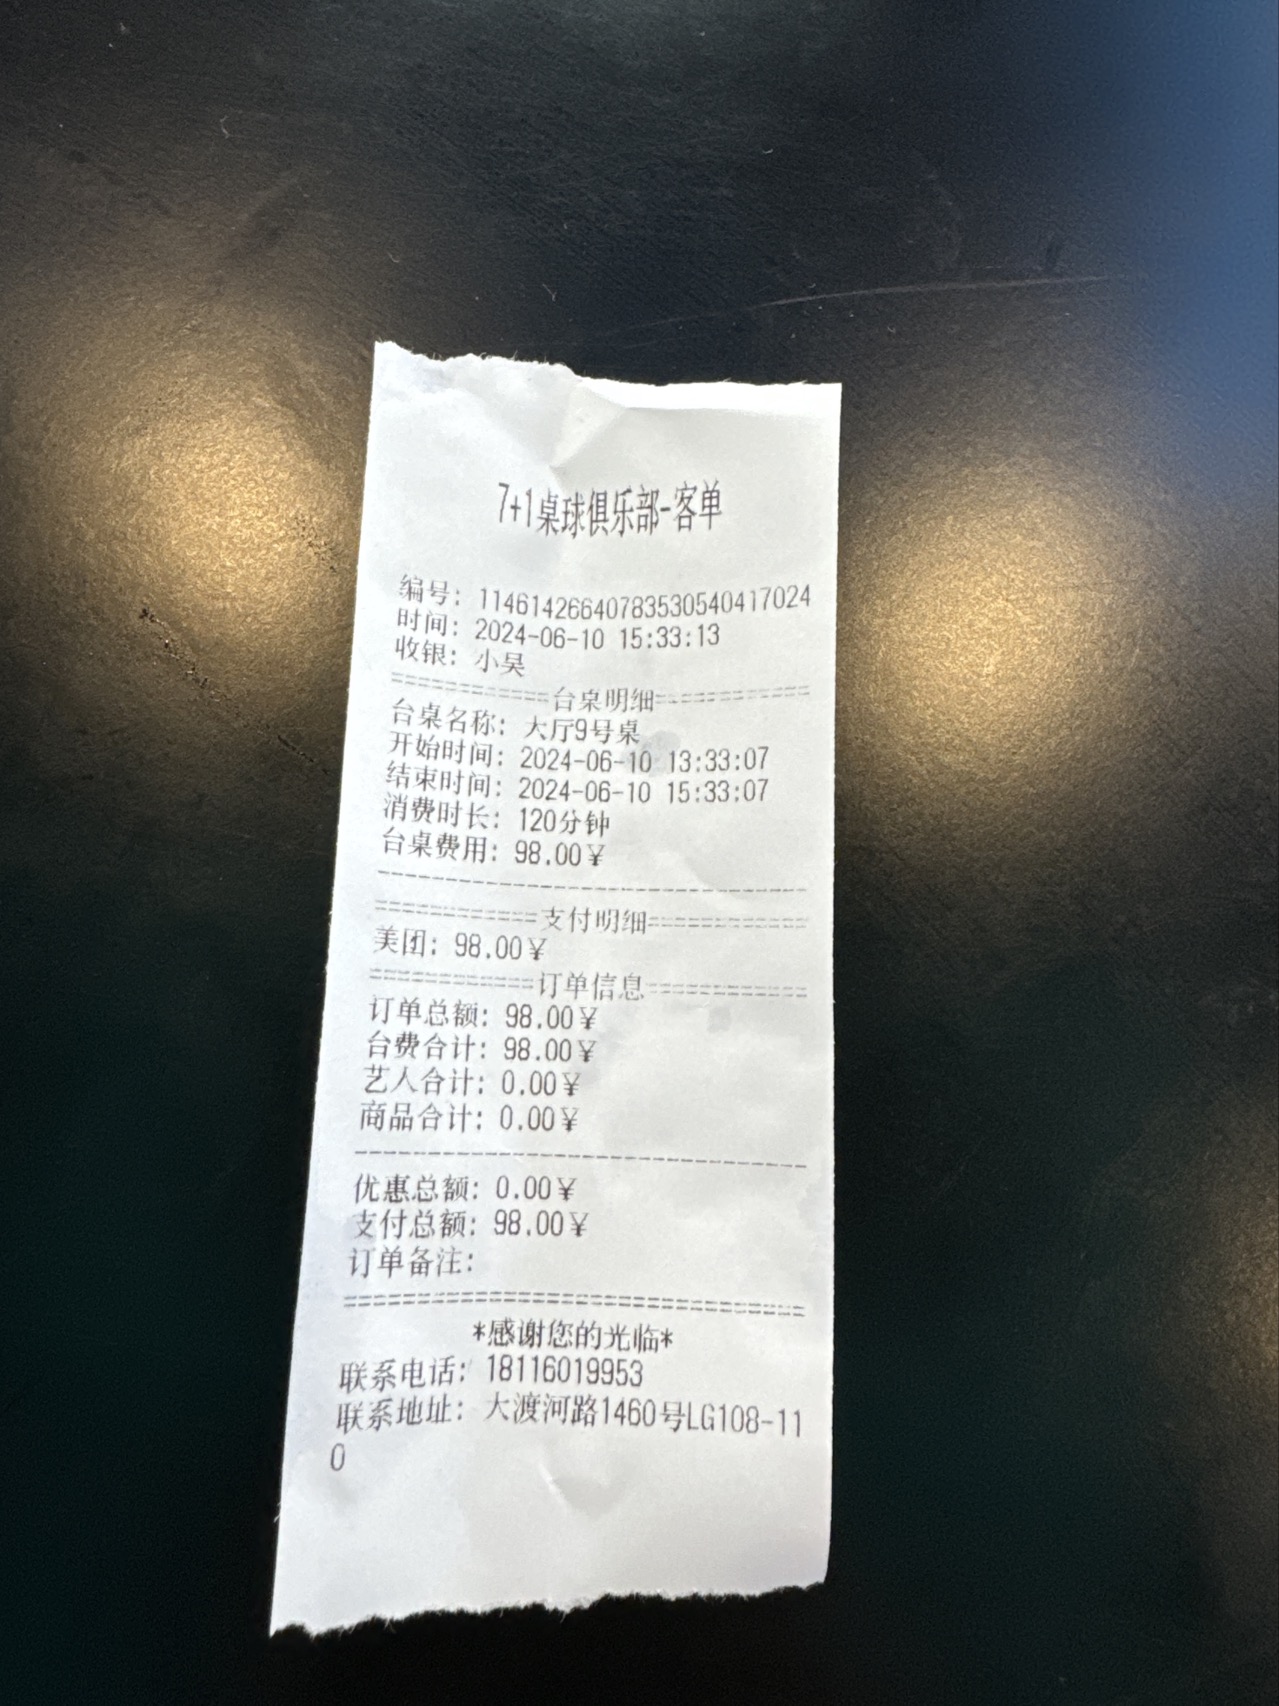 7+1桌球俱乐部-客单
编号: 1146142664078353054041​7024
时间: 2024-06-10 15:33:13
收银: 小昊
==========台桌明细==========
台桌名称: 大厅9号桌
开始时间: 2024-06-10 13:33:07
结束时间: 2024-06-10 15:33:07
消费时长: 120分钟
台桌费用: 98.00¥
--------------------------------
==========支付明细==========
美团: 98.00¥
==========订单信息==========
订单总额: 98.00¥
台费合计: 98.00¥
艺人合计: 0.00¥
商品合计: 0.00¥
--------------------------------
优惠总额: 0.00¥
支付总额: 98.00¥
订单备注:
================================
*感谢您的光临*
联系电话: 18116019953
联系地址: 大渡河路1460号LG108-11
0